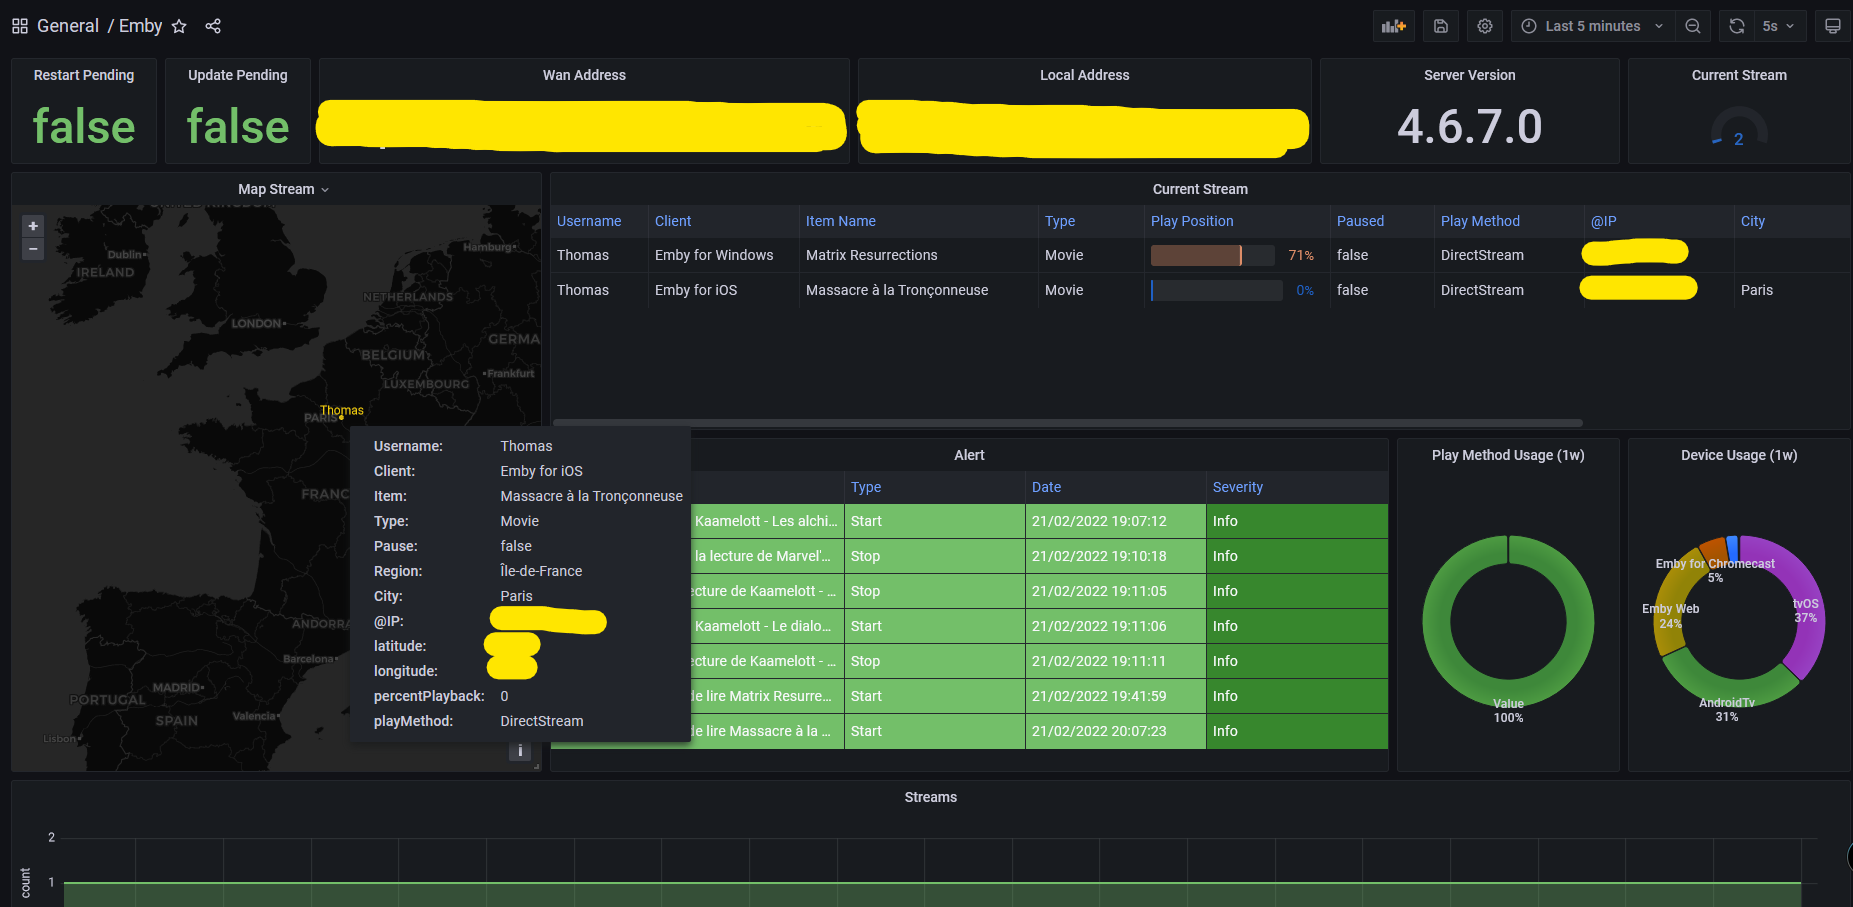 General / Emby
Last 5 minutes
5s
Restart Pending
false
Update Pending
false
Wan Address
Local Address
Server Version
4.6.7.0
Current Stream
2
Map Stream
+
−
Dublin
IRELAND
Hamburg
NETHERLANDS
LONDON
GERMA
BELGIUM
Frankfurt
LUXEMBOURG
Thomas
PARIS
FRANC
ANDORRA
Barcelona
MADRID
PORTUGAL
SPAIN
Valencia
Lisbon
i
Username: Thomas
Client: Emby for iOS
Item: Massacre à la Tronçonneuse
Type: Movie
Pause: false
Region: Île-de-France
City: Paris
@IP:
latitude:
longitude:
percentPlayback: 0
playMethod: DirectStream
Current Stream
Username Client Item Name Type Play Position Paused Play Method @IP City
Thomas Emby for Windows Matrix Resurrections Movie 71% false DirectStream
Thomas Emby for iOS Massacre à la Tronçonneuse Movie 0% false DirectStream Paris
Alert
Type Date Severity
Kaamelott - Les alchi... Start 21/02/2022 19:07:12 Info
la lecture de Marvel'... Stop 21/02/2022 19:10:18 Info
ecture de Kaamelott - ... Stop 21/02/2022 19:11:05 Info
Kaamelott - Le dialo... Start 21/02/2022 19:11:06 Info
ecture de Kaamelott - ... Stop 21/02/2022 19:11:11 Info
de lire Matrix Resurre... Start 21/02/2022 19:41:59 Info
de lire Massacre à la ... Start 21/02/2022 20:07:23 Info
Play Method Usage (1w)
Value
100%
Device Usage (1w)
Emby for Chromecast
5%
Emby Web
24%
tvOS
37%
AndroidTv
31%
Streams
2
1
count